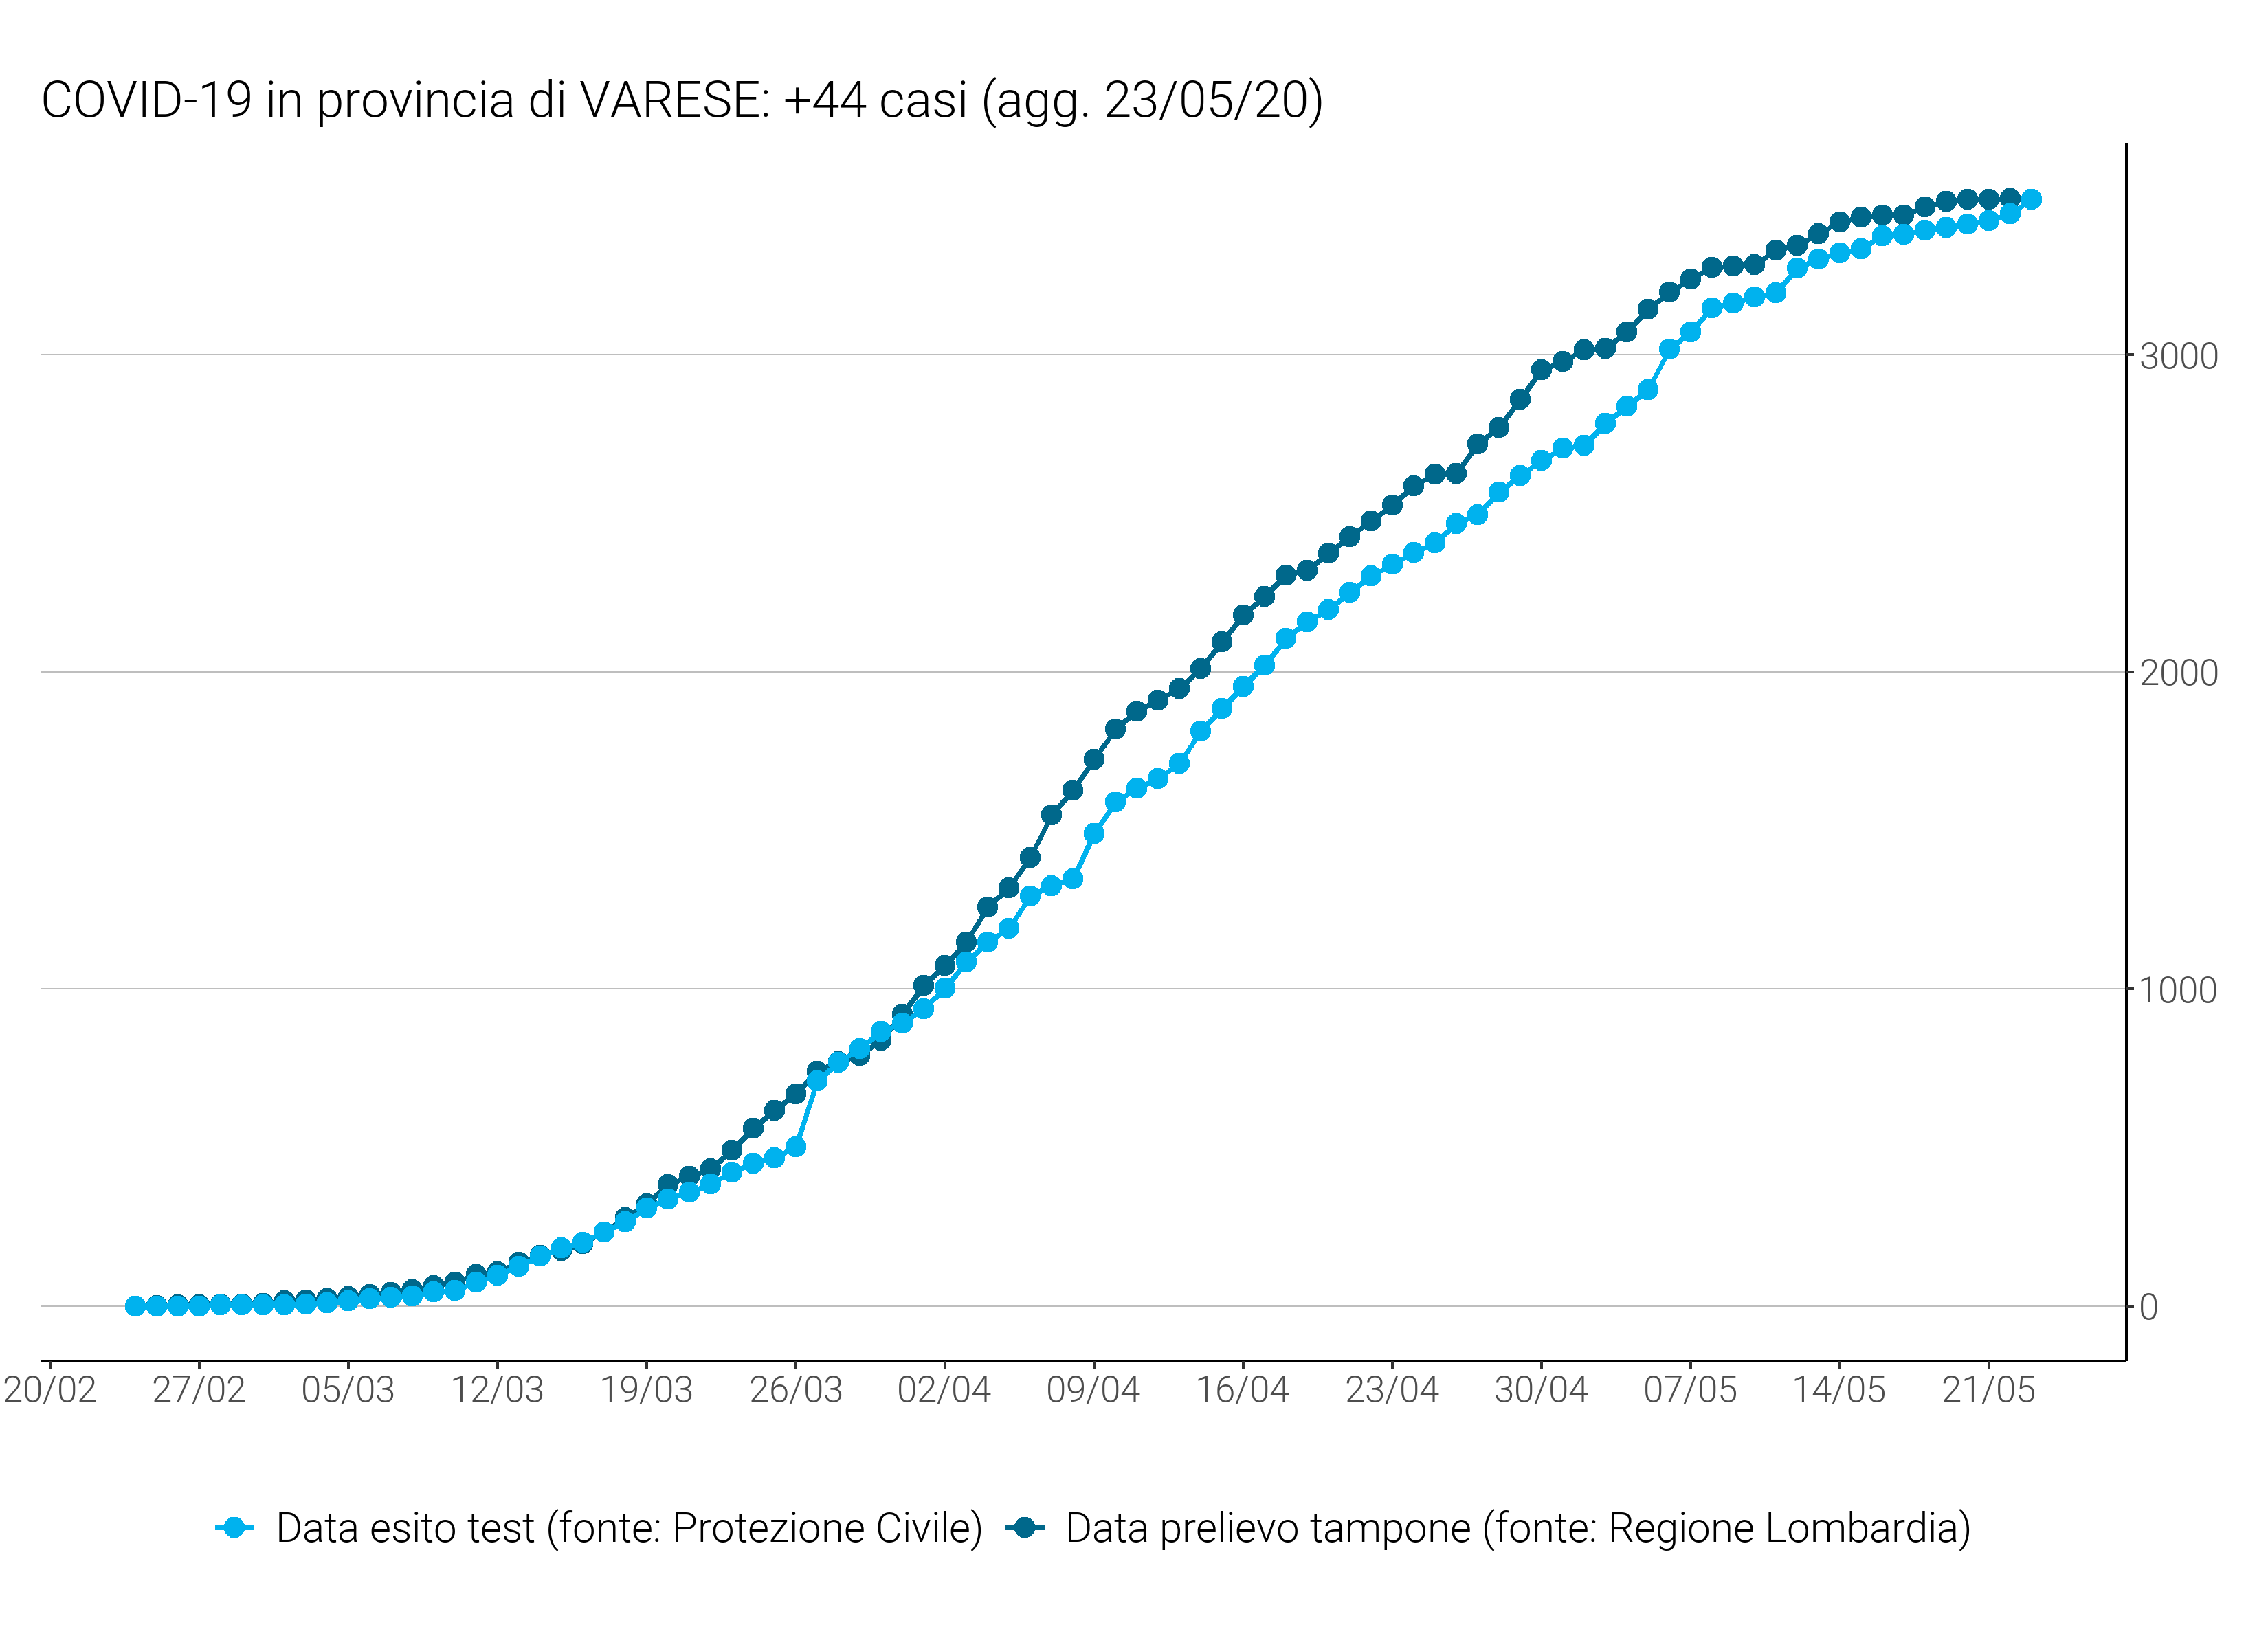 COVID-19 in provincia di VARESE: +44 casi (agg. 23/05/20)
3000
2000
1000
0
20/02 27/02 05/03 12/03 19/03 26/03 02/04 09/04 16/04 23/04 30/04 07/05 14/05 21/05
Data esito test (fonte: Protezione Civile) Data prelievo tampone (fonte: Regione Lombardia)